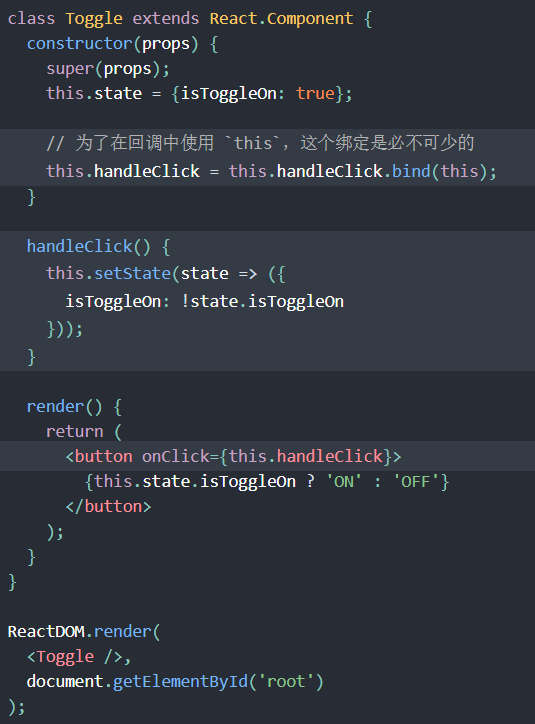 class Toggle extends React.Component {
  constructor(props) {
    super(props);
    this.state = {isToggleOn: true};

    // 为了在回调中使用 `this`，这个绑定是必不可少的
    this.handleClick = this.handleClick.bind(this);
  }

  handleClick() {
    this.setState(state => ({
      isToggleOn: !state.isToggleOn
    }));
  }

  render() {
    return (
      <button onClick={this.handleClick}>
        {this.state.isToggleOn ? 'ON' : 'OFF'}
      </button>
    );
  }
}

ReactDOM.render(
  <Toggle />,
  document.getElementById('root')
);